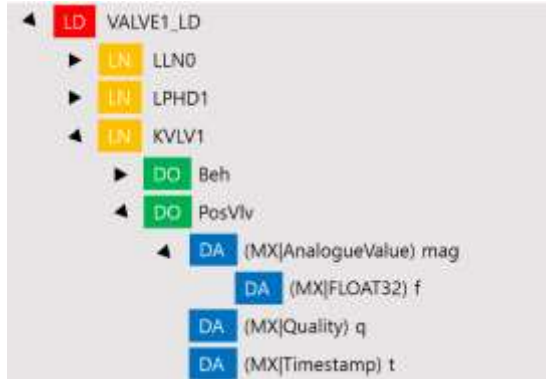 LD VALVE1_LD
LN LLN0
LN LPHD1
LN KVLV1
DO Beh
DO PosVlv
DA (MX|AnalogueValue) mag
DA (MX|FLOAT32) f
DA (MX|Quality) q
DA (MX|Timestamp) t